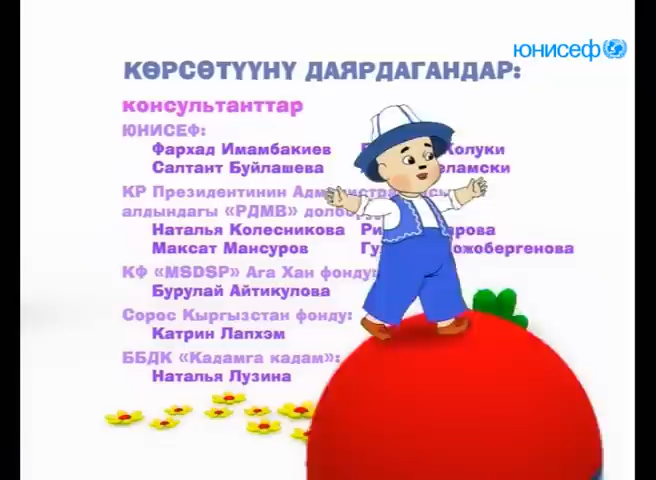 юнисеф
КӨРСӨТҮҮНҮ ДАЯРДАГАНДАР:
консультанттар
ЮНИСЕФ:
Фархад Имамбакиев
Салтант Буйлашева
КР Президентинин
алдындагы «РДМВ»
Наталья Колесникова
Максат Мансуров
КФ «MSDSP» Ага Хан фонду:
Бурулай Айтикулова
Сорос Кыргызстан фонду:
Катрин Лапхэм
ББДК «Кадамга кадам»:
Наталья Лузина